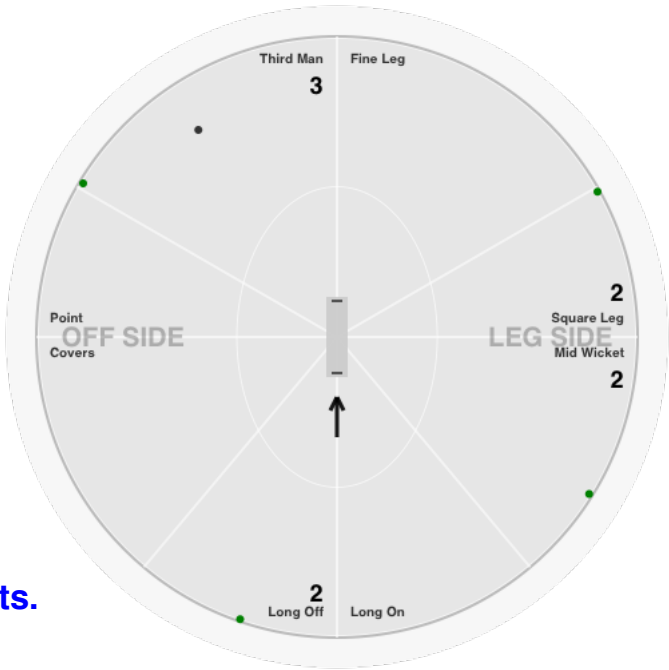 Third Man Fine Leg
3
2
Point Square Leg
OFF SIDE LEG SIDE
Covers Mid Wicket
2
2
ts.
Long Off Long On